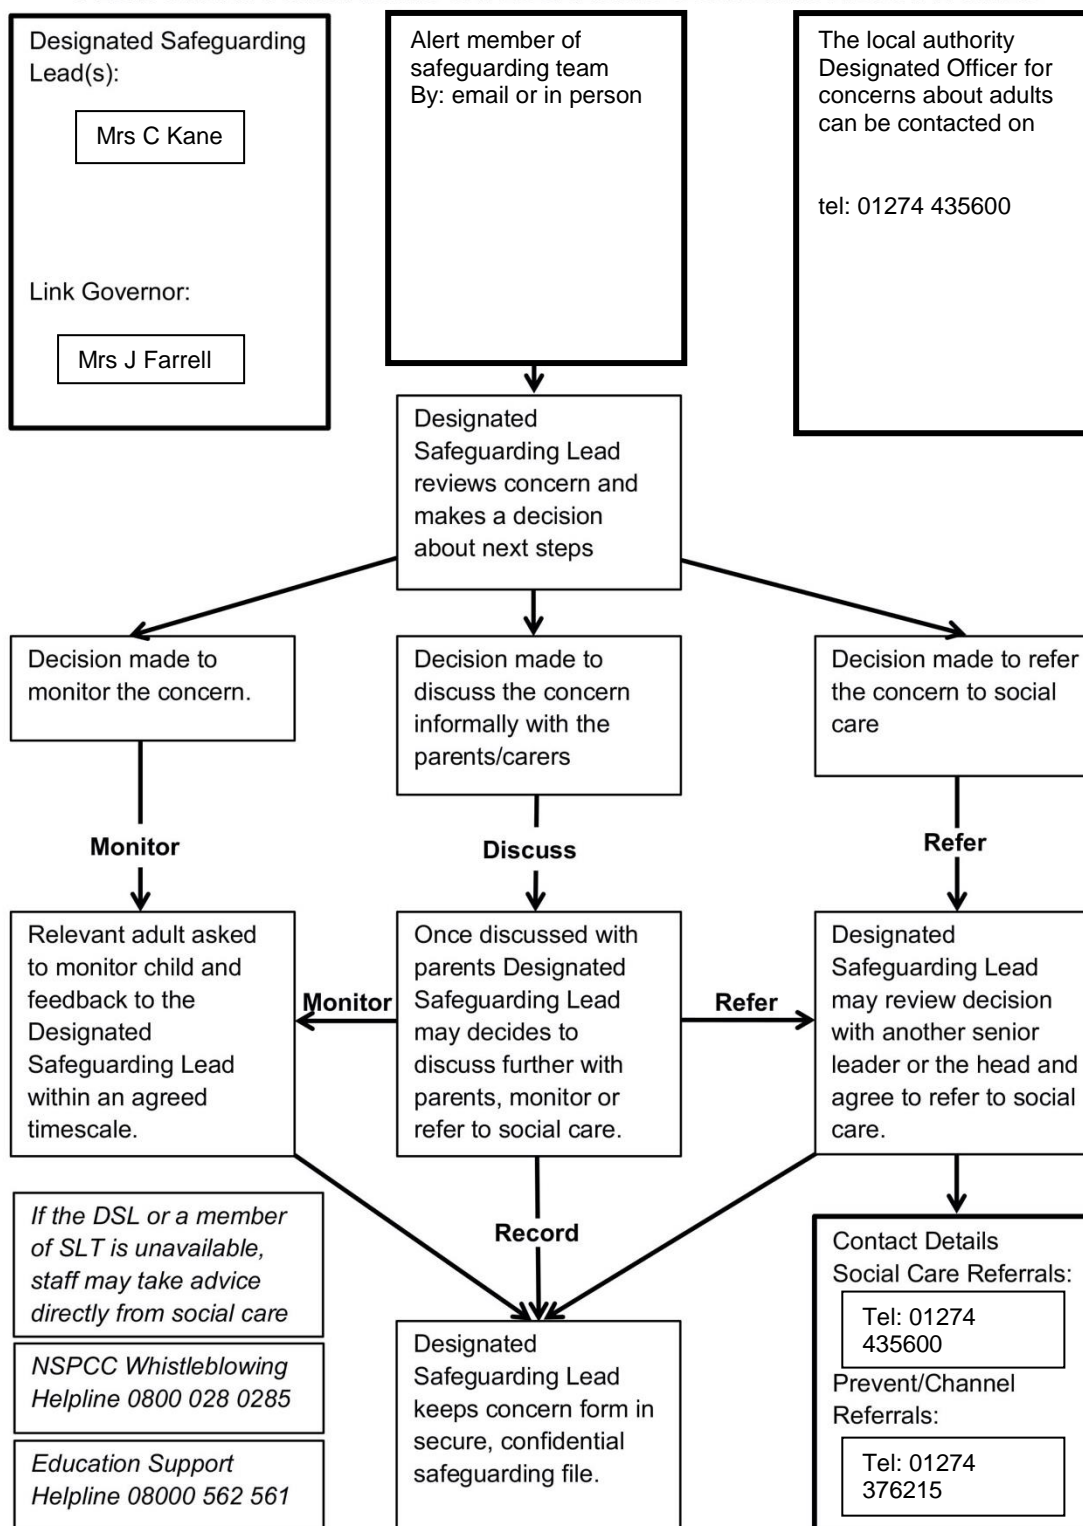 Designated Safeguarding
Lead(s):
Mrs C Kane
Link Governor:
Mrs J Farrell
Alert member of
safeguarding team
By: email or in person
The local authority
Designated Officer for
concerns about adults
can be contacted on
tel: 01274 435600
Designated
Safeguarding Lead
reviews concern and
makes a decision
about next steps
Decision made to
monitor the concern.
Decision made to
discuss the concern
informally with the
parents/carers
Decision made to refer
the concern to social
care
Monitor
Discuss
Refer
Relevant adult asked
to monitor child and
feedback to the
Designated
Safeguarding Lead
within an agreed
timescale.
Monitor
Once discussed with
parents Designated
Safeguarding Lead
may decides to
discuss further with
parents, monitor or
refer to social care.
Refer
Designated
Safeguarding Lead
may review decision
with another senior
leader or the head and
agree to refer to social
care.
If the DSL or a member
of SLT is unavailable,
staff may take advice
directly from social care
NSPCC Whistleblowing
Helpline 0800 028 0285
Education Support
Helpline 08000 562 561
Record
Designated
Safeguarding Lead
keeps concern form in
secure, confidential
safeguarding file.
Contact Details
Social Care Referrals:
Tel: 01274
435600
Prevent/Channel
Referrals:
Tel: 01274
376215